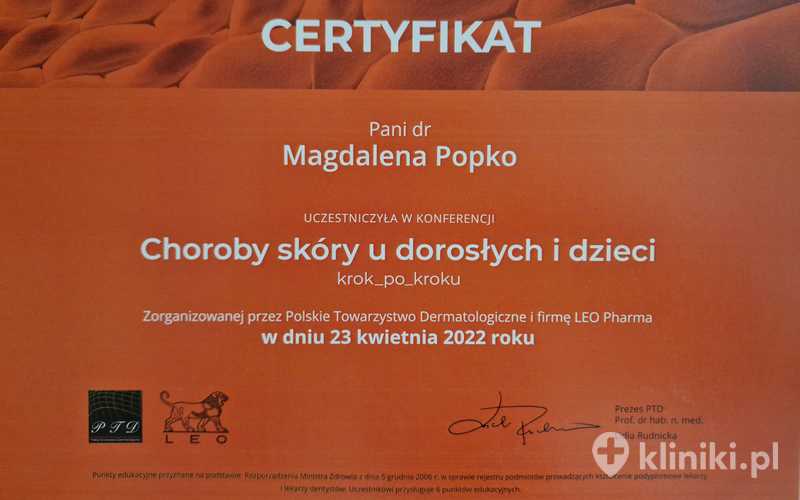 CERTYFIKAT
Pani dr
Magdalena Popko
UCZESTNICZYŁA W KONFERENCJI
Choroby skóry u dorosłych i dzieci
krok_po_kroku
Zorganizowanej przez Polskie Towarzystwo Dermatologiczne i firmę LEO Pharma
w dniu 23 kwietnia 2022 roku
PTD
LEO
Prezes PTD
Prof. dr hab. n. med.
Lidia Rudnicka
kliniki.pl
Punkty edukacyjne przyznane na podstawie: Rozporządzenia Ministra Zdrowia z dnia 5 grudnia 2006 r. w sprawie rejestru podmiotów prowadzących kształcenie podyplomowe lekarzy
i lekarzy dentystów. Uczestnikowi przysługuje 6 punktów edukacyjnych.